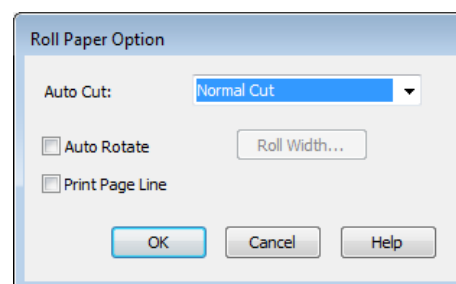 Roll Paper Option
Auto Cut: Normal Cut
Auto Rotate Roll Width...
Print Page Line
OK Cancel Help